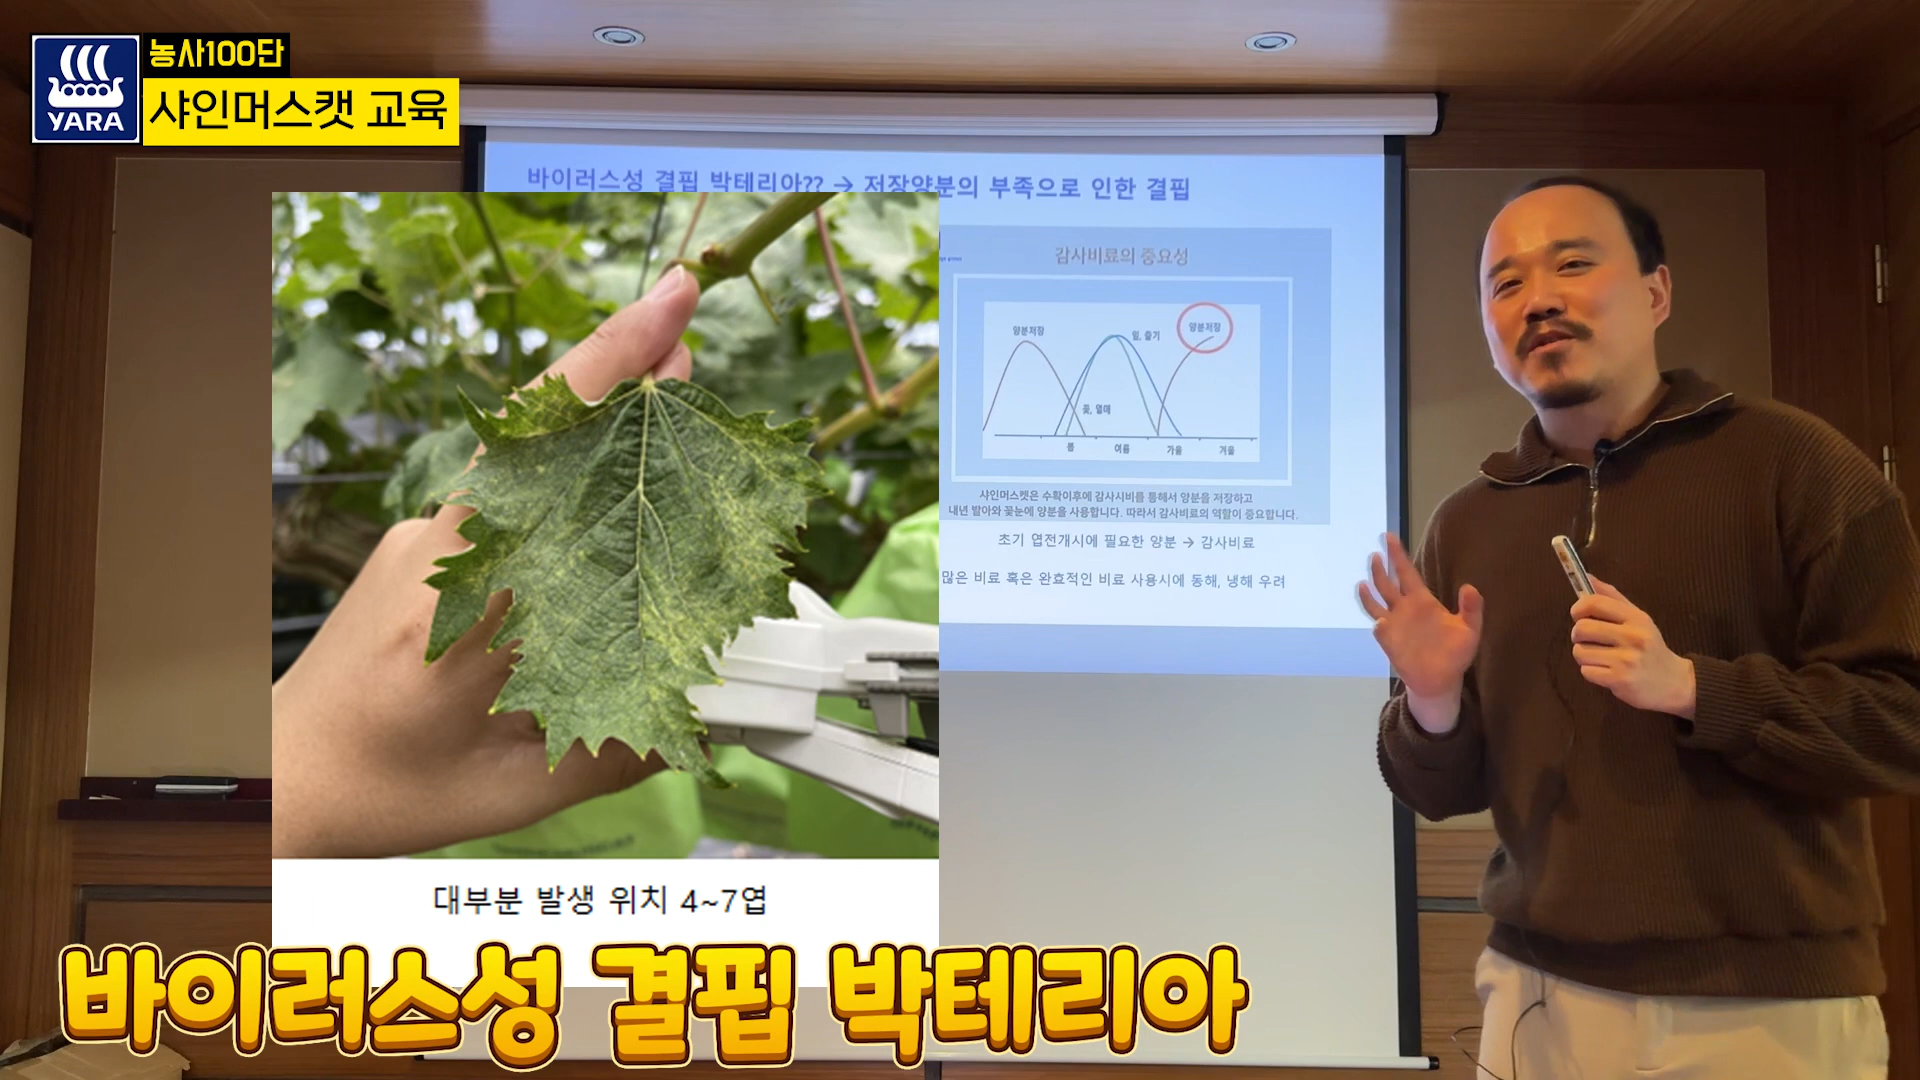 농사100단
YARA
샤인머스캣 교육
바이러스성 결핍 박테리아?? → 저장양분의 부족으로 인한 결핍
감사비료의 중요성
양분저장
잎, 줄기
양분저장
꽃, 열매
봄
여름
가을
겨울
샤인머스켓은 수확이후에 감사시비를 통해서 양분을 저장하고
내년 발아와 꽃눈에 양분을 사용합니다. 따라서 감사비료의 역할이 중요합니다.
초기 엽전개시에 필요한 양분 → 감사비료
많은 비료 혹은 완효적인 비료 사용시에 동해, 냉해 우려
대부분 발생 위치 4~7엽
바이러스성 결핍 박테리아